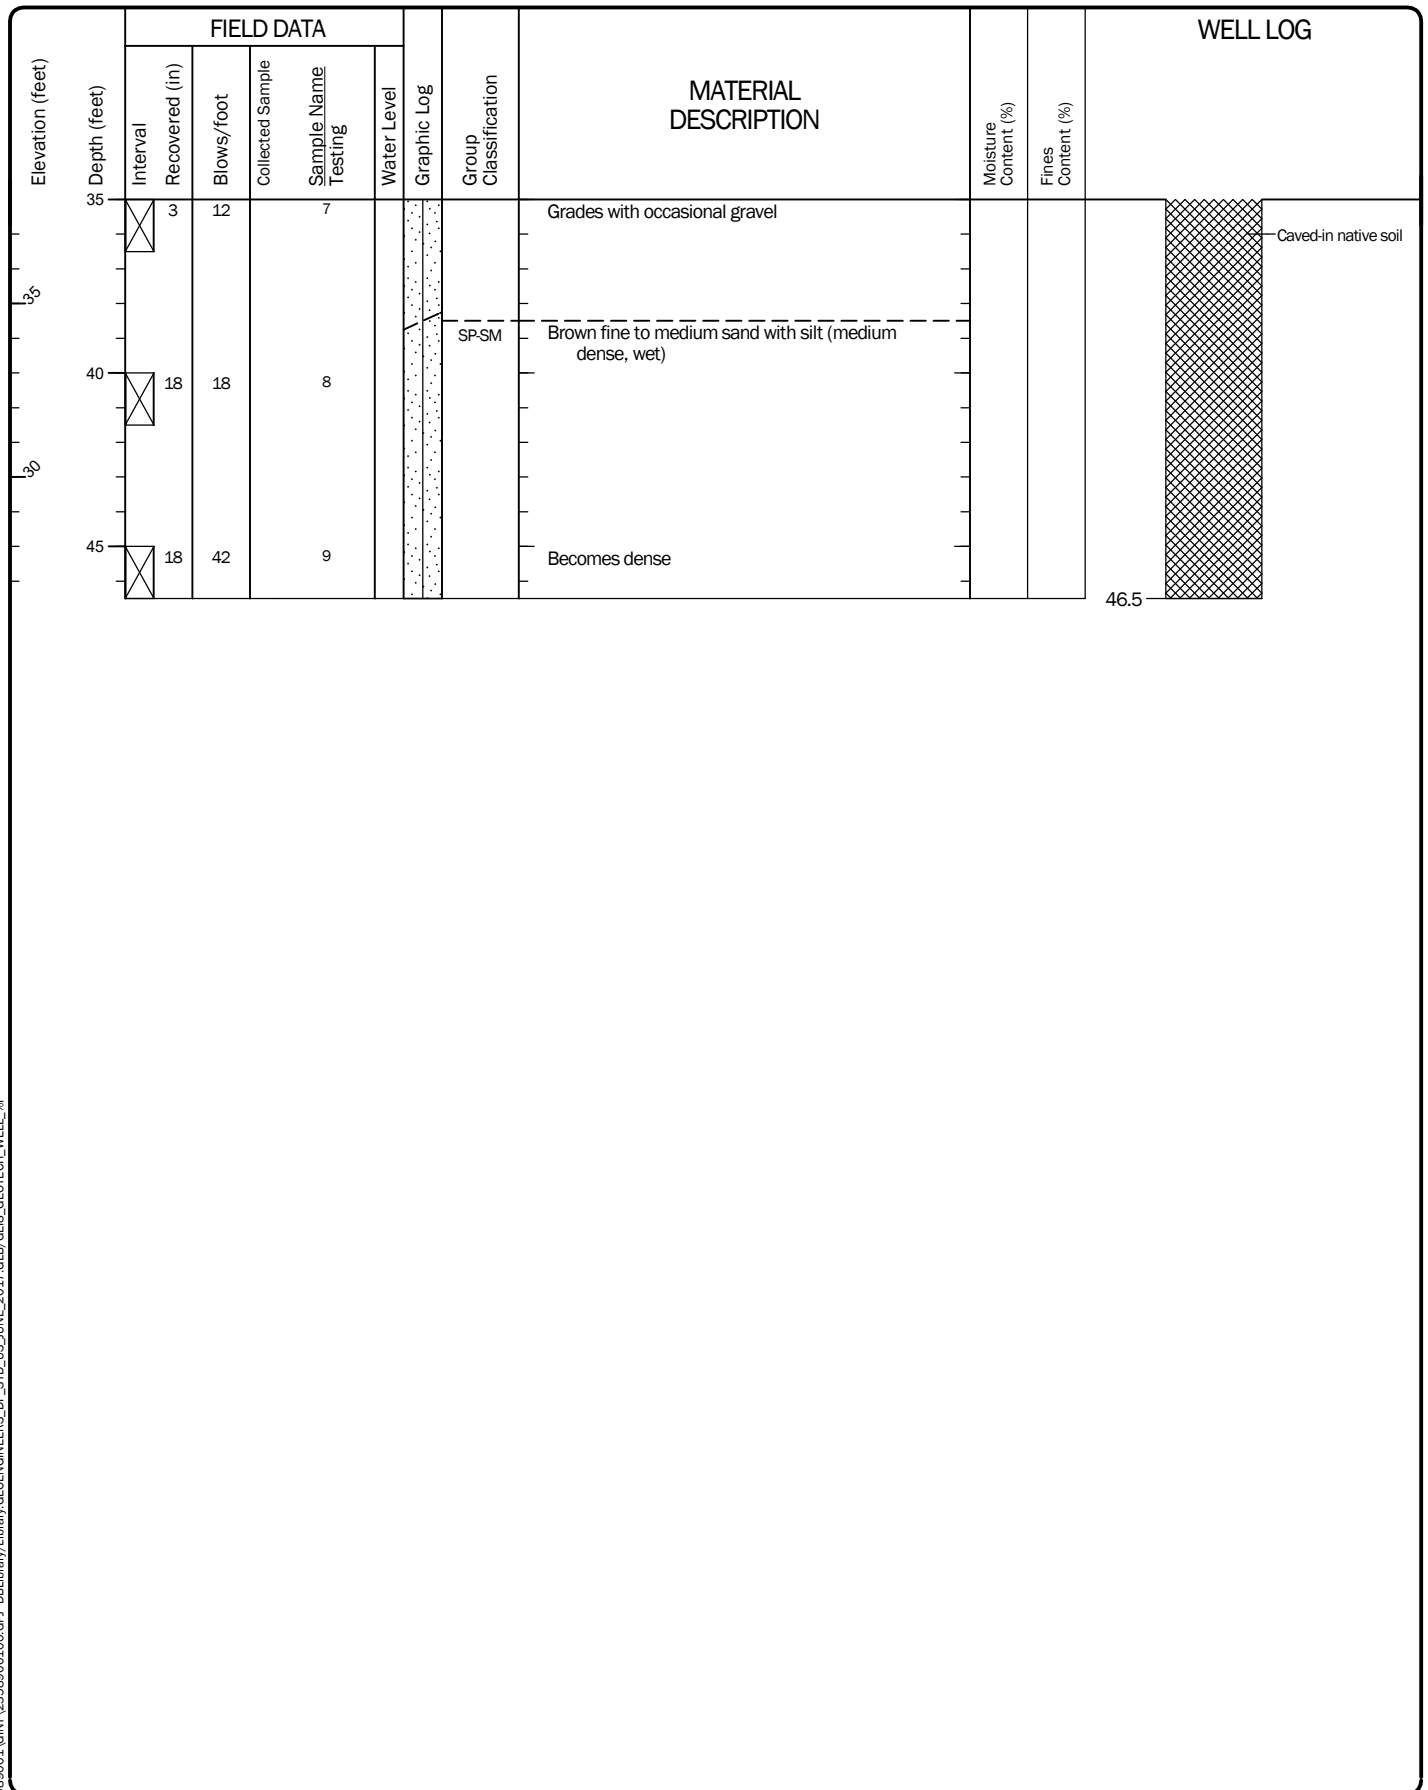 FIELD DATA
WELL LOG
Elevation (feet)
Depth (feet)
Interval
Recovered (in)
Blows/foot
Collected Sample
Sample Name
Testing
Water Level
Graphic Log
Group
Classification
MATERIAL
DESCRIPTION
Moisture
Content (%)
Fines
Content (%)
35
3 12 7
Grades with occasional gravel
Caved-in native soil
35
SP-SM
Brown fine to medium sand with silt (medium
dense, wet)
40
18 18 8
30
45
18 42 9
Becomes dense
46.5